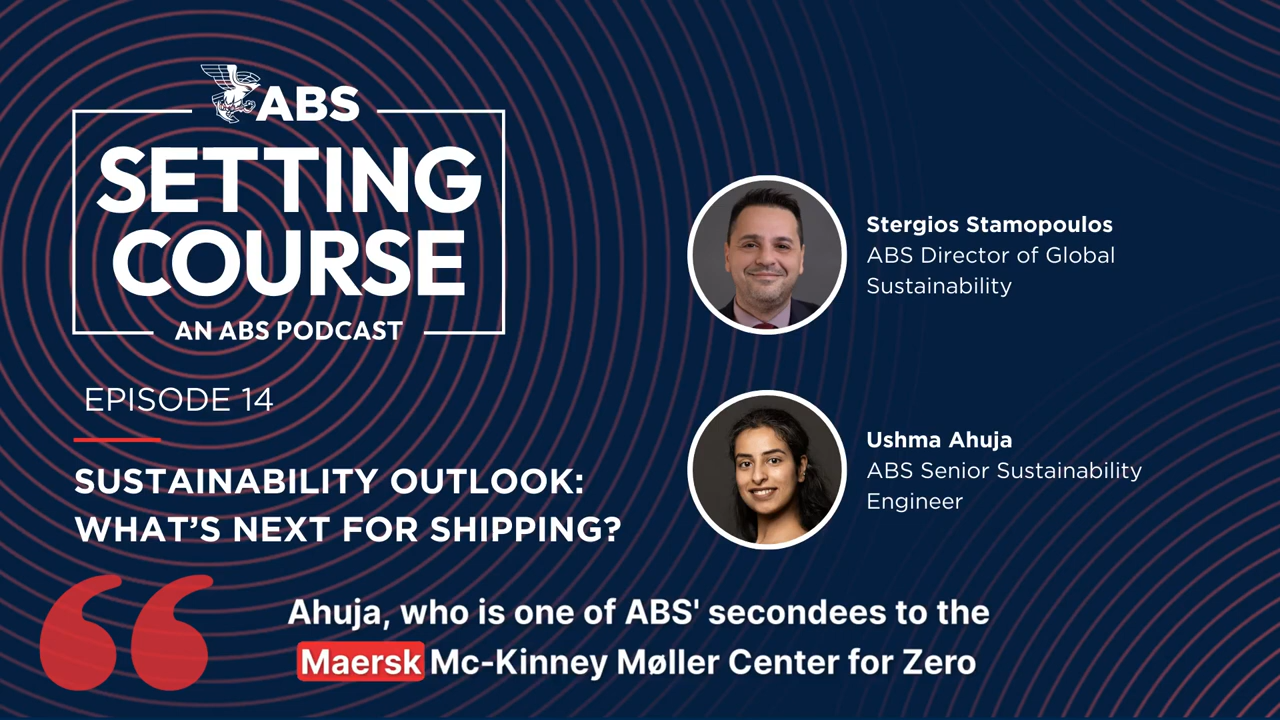 ABS
SETTING
COURSE
AN ABS PODCAST
EPISODE 14
SUSTAINABILITY OUTLOOK:
WHAT'S NEXT FOR SHIPPING?
Stergios Stamopoulos
ABS Director of Global
Sustainability
Ushma Ahuja
ABS Senior Sustainability
Engineer
Ahuja, who is one of ABS' secondees to the
Maersk Mc-Kinney Møller Center for Zero